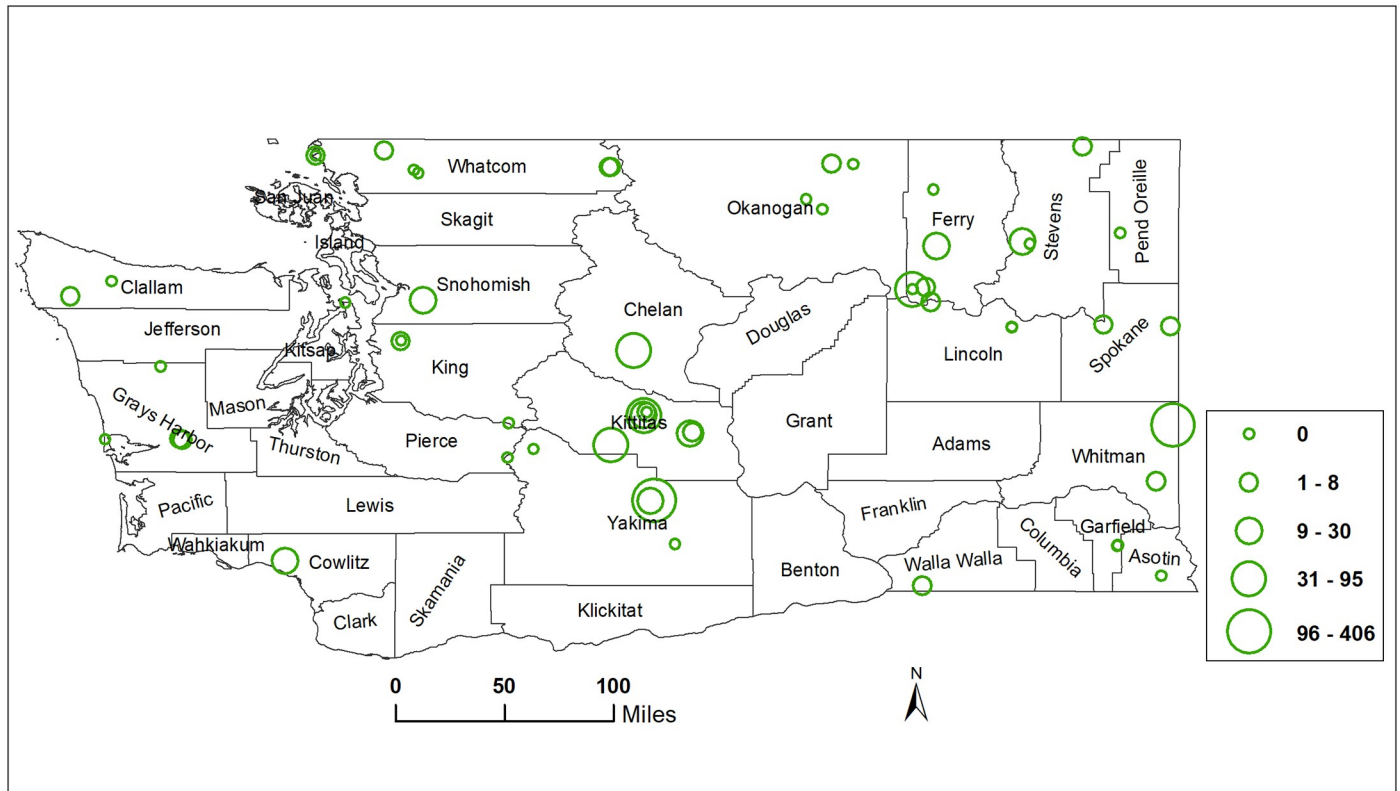 Whatcom
San Juan
Skagit
Okanogan
Ferry
Stevens
Pend Oreille
Island
Clallam
Snohomish
Chelan
Douglas
Jefferson
Kitsap
King
Lincoln
Spokane
Grays Harbor
Mason
Kittitas
Grant
Adams
Whitman
Thurston
Pierce
Pacific
Lewis
Yakima
Franklin
Columbia
Garfield
Asotin
Wahkiakum
Cowlitz
Skamania
Benton
Walla Walla
Clark
Klickitat
0
1 - 8
9 - 30
31 - 95
96 - 406
0 50 100
Miles
N